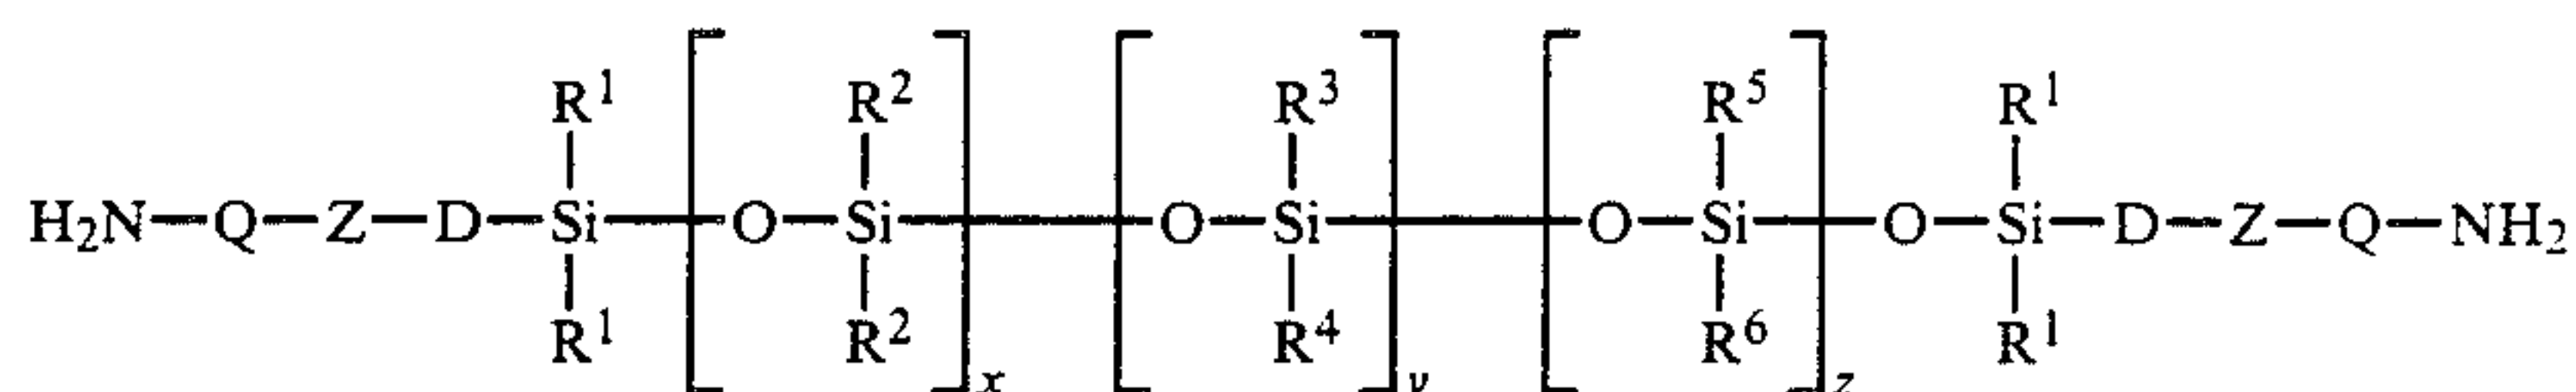 R¹ R² R³ R⁵ R¹
H₂N—Q—Z—D—Si—[O—Si—]x—[O—Si—]y—[O—Si—]z—O—Si—D—Z—Q—NH₂
R¹ R² R⁴ R⁶ R¹